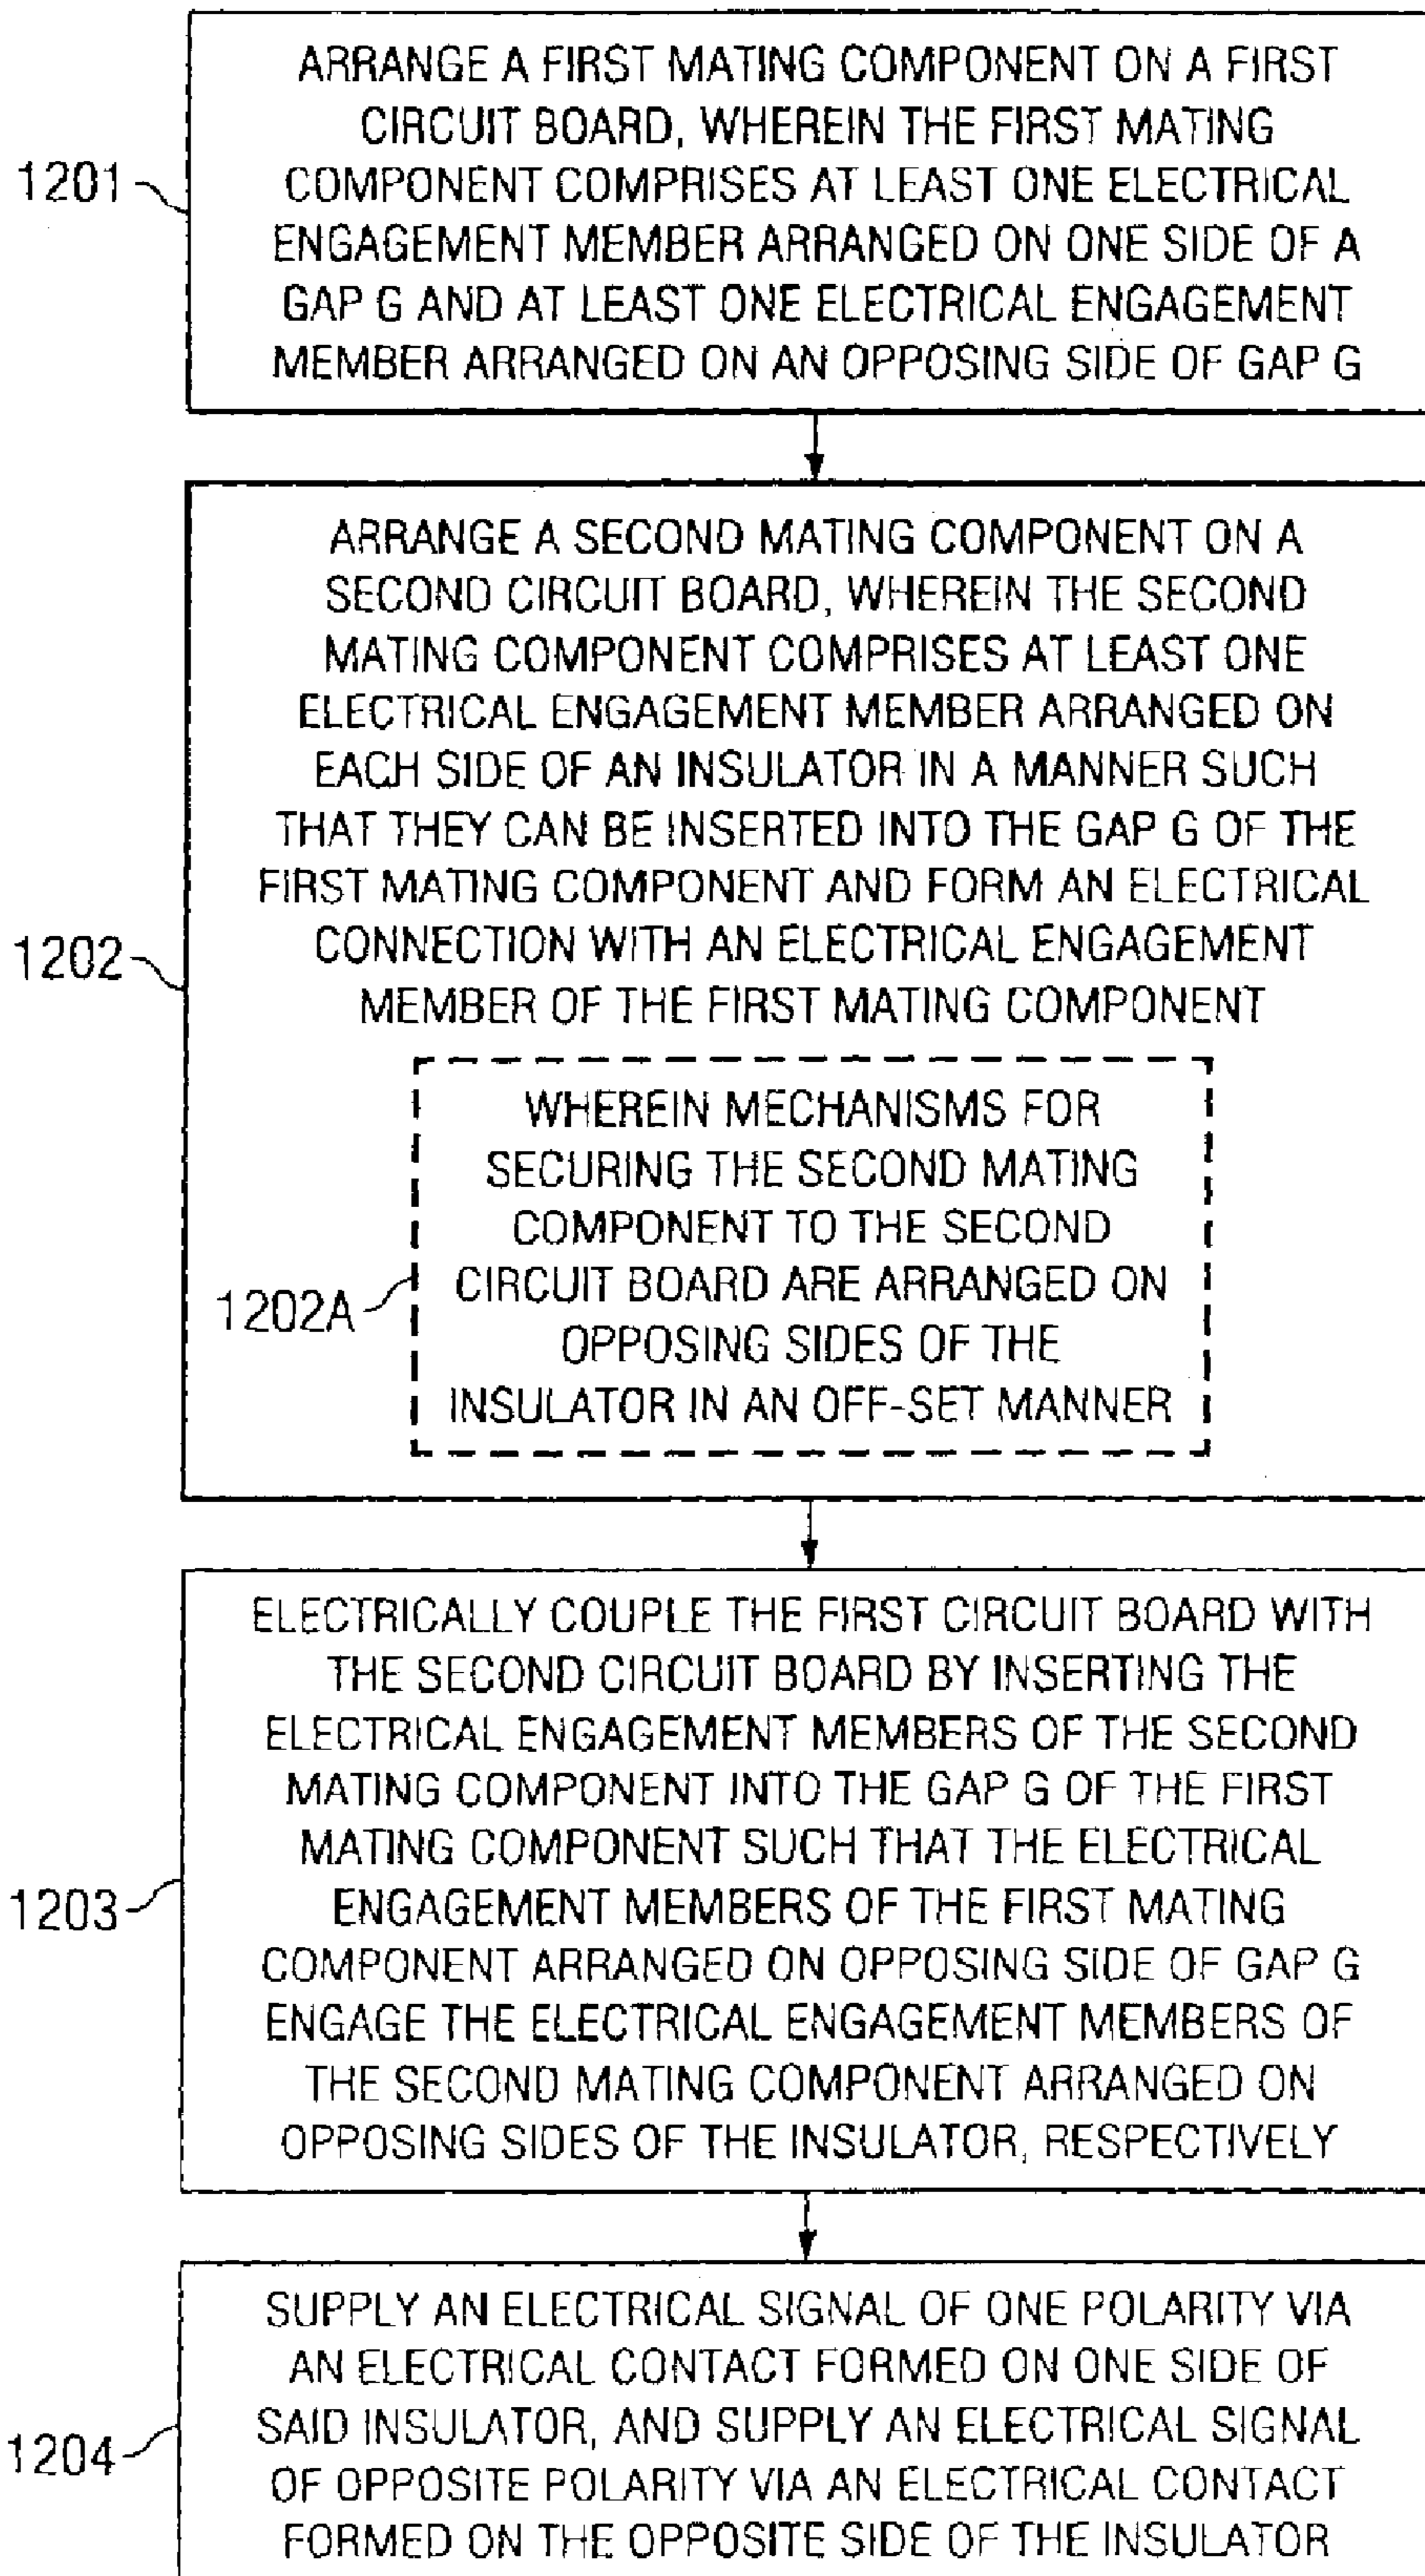 ARRANGE A FIRST MATING COMPONENT ON A FIRST
CIRCUIT BOARD, WHEREIN THE FIRST MATING
COMPONENT COMPRISES AT LEAST ONE ELECTRICAL
ENGAGEMENT MEMBER ARRANGED ON ONE SIDE OF A
GAP G AND AT LEAST ONE ELECTRICAL ENGAGEMENT
MEMBER ARRANGED ON AN OPPOSING SIDE OF GAP G
1201
ARRANGE A SECOND MATING COMPONENT ON A
SECOND CIRCUIT BOARD, WHEREIN THE SECOND
MATING COMPONENT COMPRISES AT LEAST ONE
ELECTRICAL ENGAGEMENT MEMBER ARRANGED ON
EACH SIDE OF AN INSULATOR IN A MANNER SUCH
THAT THEY CAN BE INSERTED INTO THE GAP G OF THE
FIRST MATING COMPONENT AND FORM AN ELECTRICAL
CONNECTION WITH AN ELECTRICAL ENGAGEMENT
MEMBER OF THE FIRST MATING COMPONENT
1202
WHEREIN MECHANISMS FOR
SECURING THE SECOND MATING
COMPONENT TO THE SECOND
CIRCUIT BOARD ARE ARRANGED ON
OPPOSING SIDES OF THE
INSULATOR IN AN OFF-SET MANNER
1202A
ELECTRICALLY COUPLE THE FIRST CIRCUIT BOARD WITH
THE SECOND CIRCUIT BOARD BY INSERTING THE
ELECTRICAL ENGAGEMENT MEMBERS OF THE SECOND
MATING COMPONENT INTO THE GAP G OF THE FIRST
MATING COMPONENT SUCH THAT THE ELECTRICAL
ENGAGEMENT MEMBERS OF THE FIRST MATING
COMPONENT ARRANGED ON OPPOSING SIDE OF GAP G
ENGAGE THE ELECTRICAL ENGAGEMENT MEMBERS OF
THE SECOND MATING COMPONENT ARRANGED ON
OPPOSING SIDES OF THE INSULATOR, RESPECTIVELY
1203
SUPPLY AN ELECTRICAL SIGNAL OF ONE POLARITY VIA
AN ELECTRICAL CONTACT FORMED ON ONE SIDE OF
SAID INSULATOR, AND SUPPLY AN ELECTRICAL SIGNAL
OF OPPOSITE POLARITY VIA AN ELECTRICAL CONTACT
FORMED ON THE OPPOSITE SIDE OF THE INSULATOR
1204